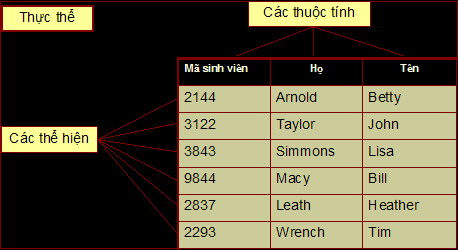 Thực thể
Các thuộc tính
Mã sinh viên Họ Tên
2144 Arnold Betty
3122 Taylor John
Các thể hiện
3843 Simmons Lisa
9844 Macy Bill
2837 Leath Heather
2293 Wrench Tim